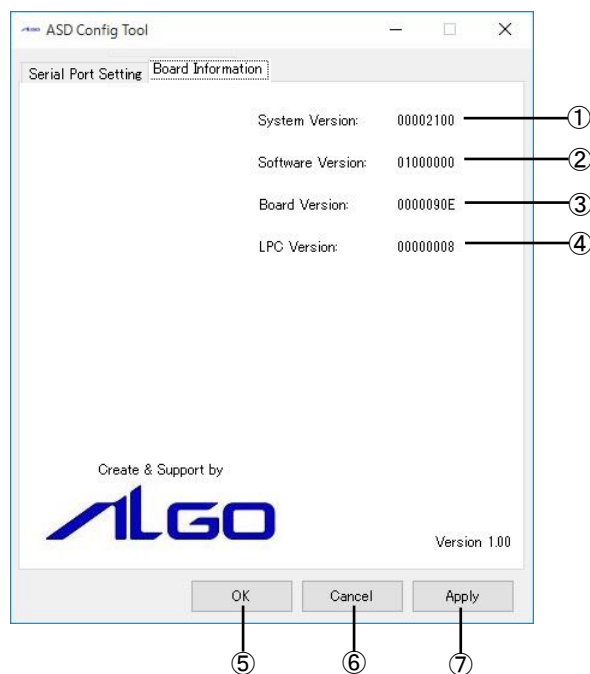 ASD Config Tool
Serial Port Setting Board Information
System Version: 00002100 ①
Software Version: 01000000 ②
Board Version: 0000090E ③
LPC Version: 00000008 ④
Create & Support by
ALGO
Version 1.00
OK Cancel Apply
⑤ ⑥ ⑦